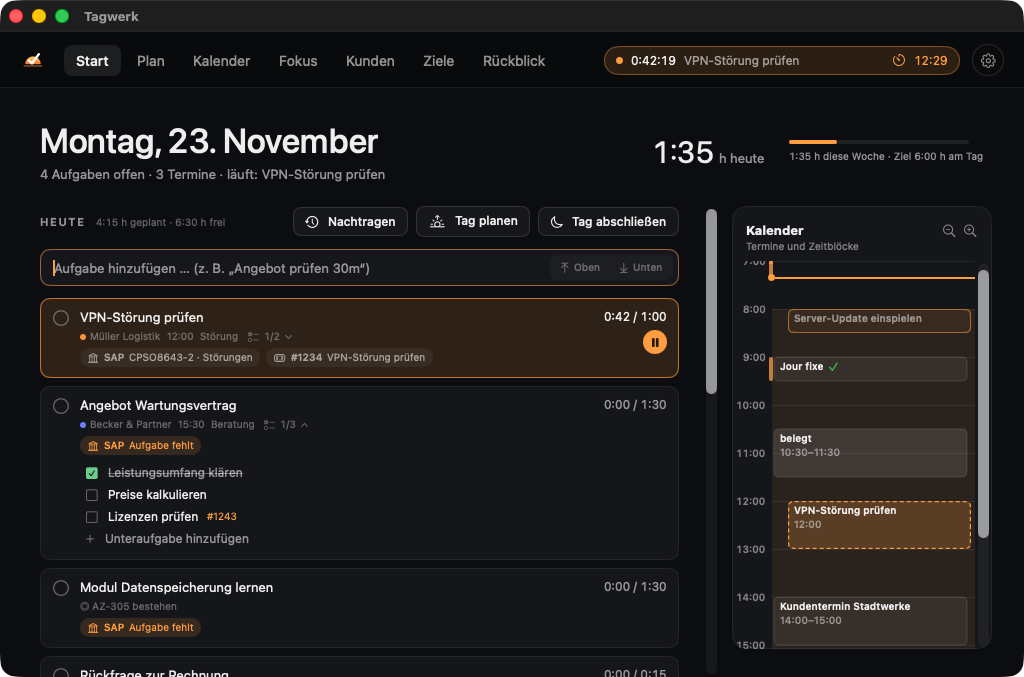 Tagwerk
Start Plan Kalender Fokus Kunden Ziele Rückblick
0:42:19 VPN-Störung prüfen 12:29
Montag, 23. November
4 Aufgaben offen · 3 Termine · läuft: VPN-Störung prüfen
1:35 h heute
1:35 h diese Woche · Ziel 6:00 h am Tag
HEUTE 4:15 h geplant · 6:30 h frei
Nachtragen
Tag planen
Tag abschließen
Aufgabe hinzufügen ... (z. B. „Angebot prüfen 30m“)
Oben
Unten
VPN-Störung prüfen 0:42 / 1:00
Müller Logistik 12:00 Störung 1/2
SAP CPSO8643-2 · Störungen
#1234 VPN-Störung prüfen
Angebot Wartungsvertrag 0:00 / 1:30
Becker & Partner 15:30 Beratung 1/3
SAP Aufgabe fehlt
Leistungsumfang klären
Preise kalkulieren
Lizenzen prüfen #1243
+ Unteraufgabe hinzufügen
Modul Datenspeicherung lernen 0:00 / 1:30
AZ-305 bestehen
SAP Aufgabe fehlt
Rückfrage zur Rechnung 0:00 / 0:15
Kalender
Termine und Zeitblöcke
7:00
8:00
Server-Update einspielen
9:00
Jour fixe
10:00
belegt
10:30–11:30
11:00
12:00
VPN-Störung prüfen
12:00
13:00
14:00
Kundentermin Stadtwerke
14:00–15:00
15:00